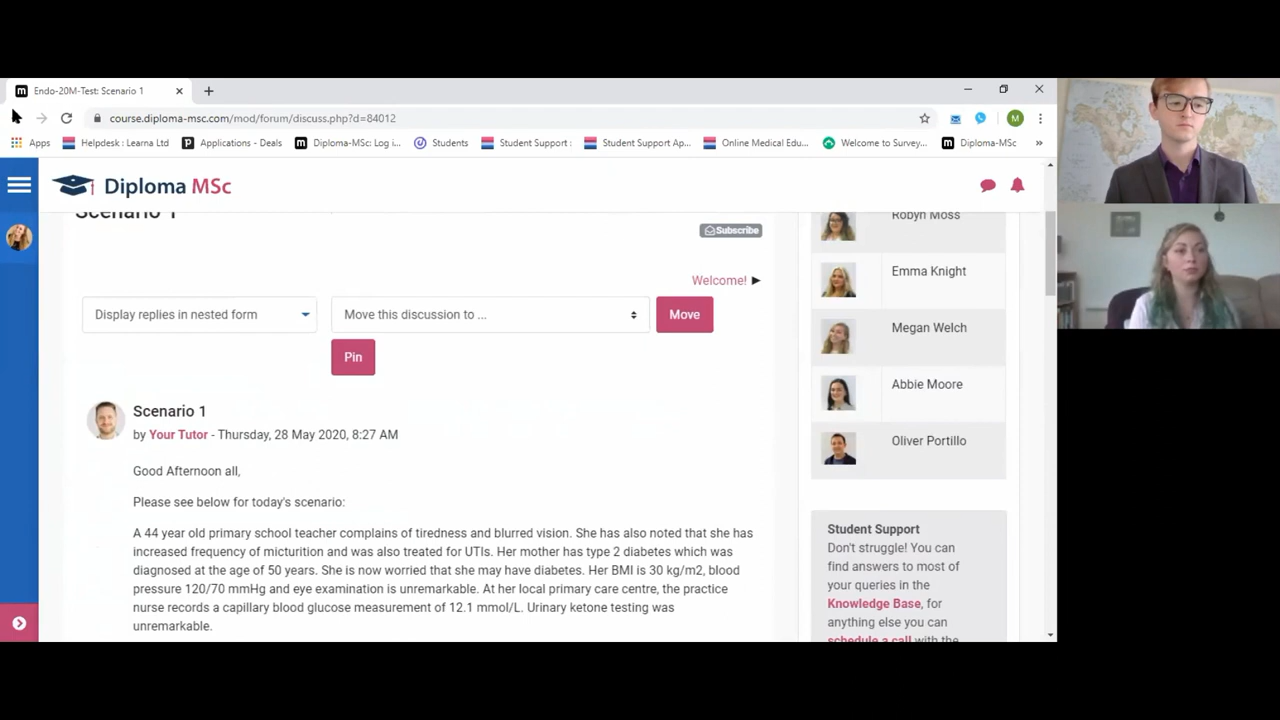 Endo-20M-Test: Scenario 1
course.diploma-msc.com/mod/forum/discuss.php?d=84012
M
Apps
Helpdesk : Learna Ltd
Applications - Deals
Diploma-MSc: Log i...
Students
Student Support :
Student Support Ap...
Online Medical Edu...
Welcome to Survey...
Diploma-MSc
Diploma MSc
Scenario 1
Subscribe
Welcome!
Display replies in nested form
Move this discussion to ...
Move
Pin
Scenario 1
by Your Tutor - Thursday, 28 May 2020, 8:27 AM
Good Afternoon all,
Please see below for today's scenario:
A 44 year old primary school teacher complains of tiredness and blurred vision. She has also noted that she has
increased frequency of micturition and was also treated for UTIs. Her mother has type 2 diabetes which was
diagnosed at the age of 50 years. She is now worried that she may have diabetes. Her BMI is 30 kg/m2, blood
pressure 120/70 mmHg and eye examination is unremarkable. At her local primary care centre, the practice
nurse records a capillary blood glucose measurement of 12.1 mmol/L. Urinary ketone testing was
unremarkable.
Robyn Moss
Emma Knight
Megan Welch
Abbie Moore
Oliver Portillo
Student Support
Don't struggle! You can
find answers to most of
your queries in the
Knowledge Base, for
anything else you can
schedule a call with the